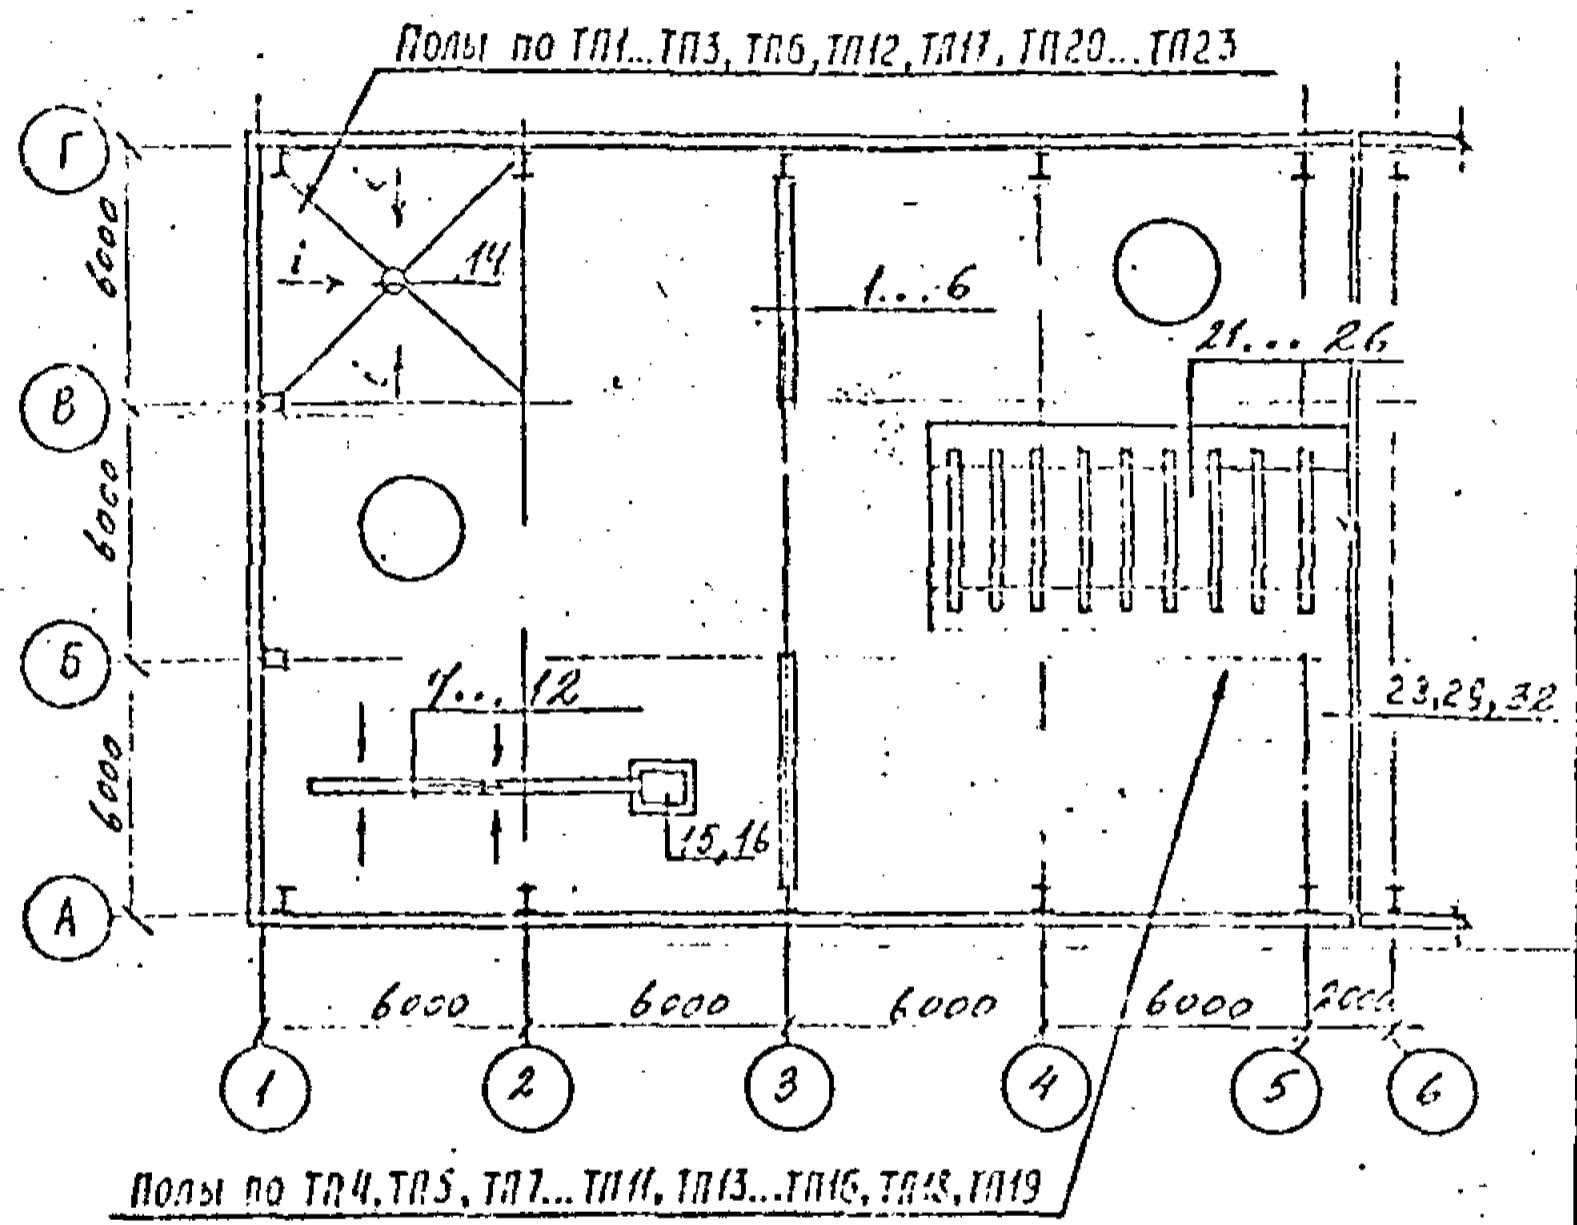 Полы по ТП1...ТП3, ТП6, ТП12, ТП17, ТП20...ТП23
Г
6000
i
i
14
1...6
21... 26
В
i
6000
Б
7... 12
23,29,32
6000
15,16
А
6000 6000 6000 6000 2000
1 2 3 4 5 6
Полы по ТП4, ТП5, ТП7...ТП11, ТП13...ТП16, ТП18, ТП19